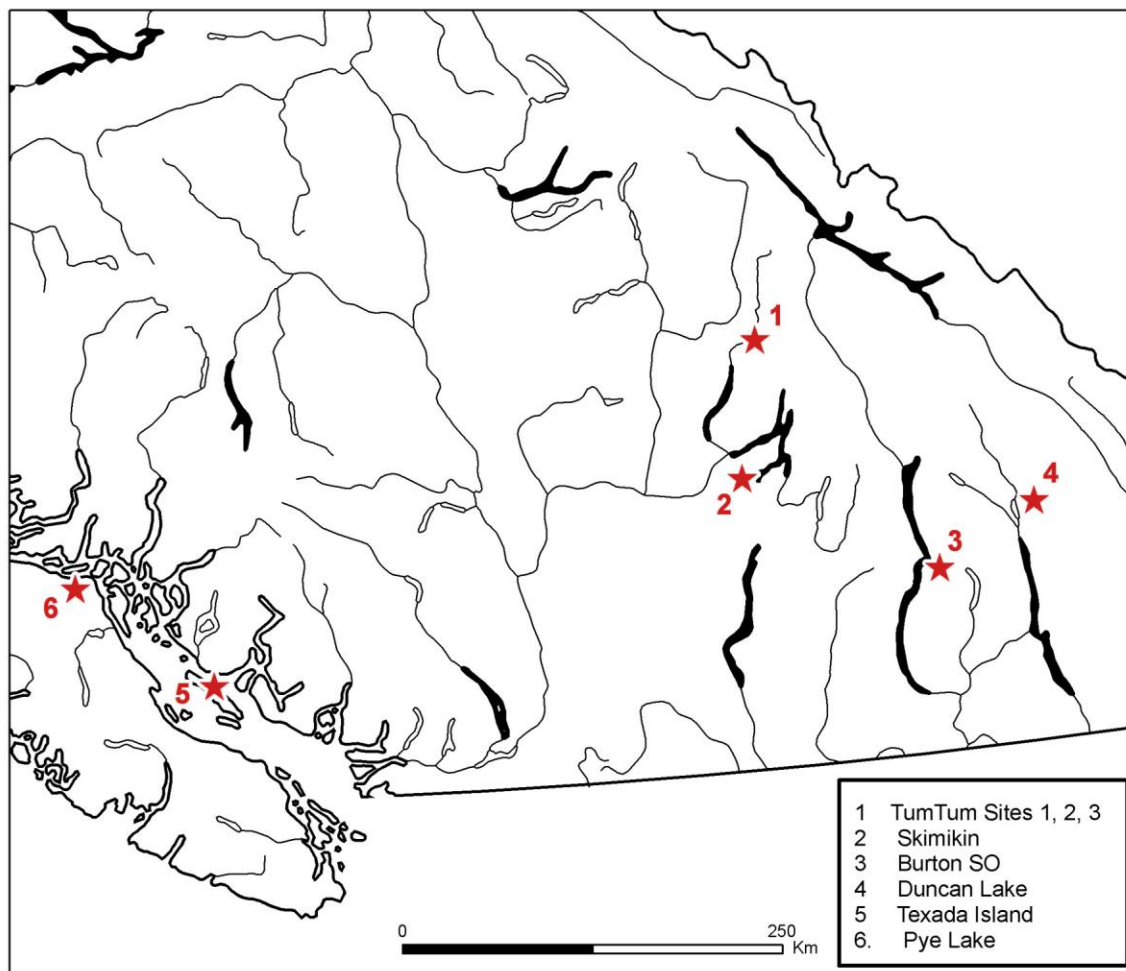 1
2
3
4
5
6
0
250
Km
1 TumTum Sites 1, 2, 3
2 Skimikin
3 Burton SO
4 Duncan Lake
5 Texada Island
6. Pye Lake